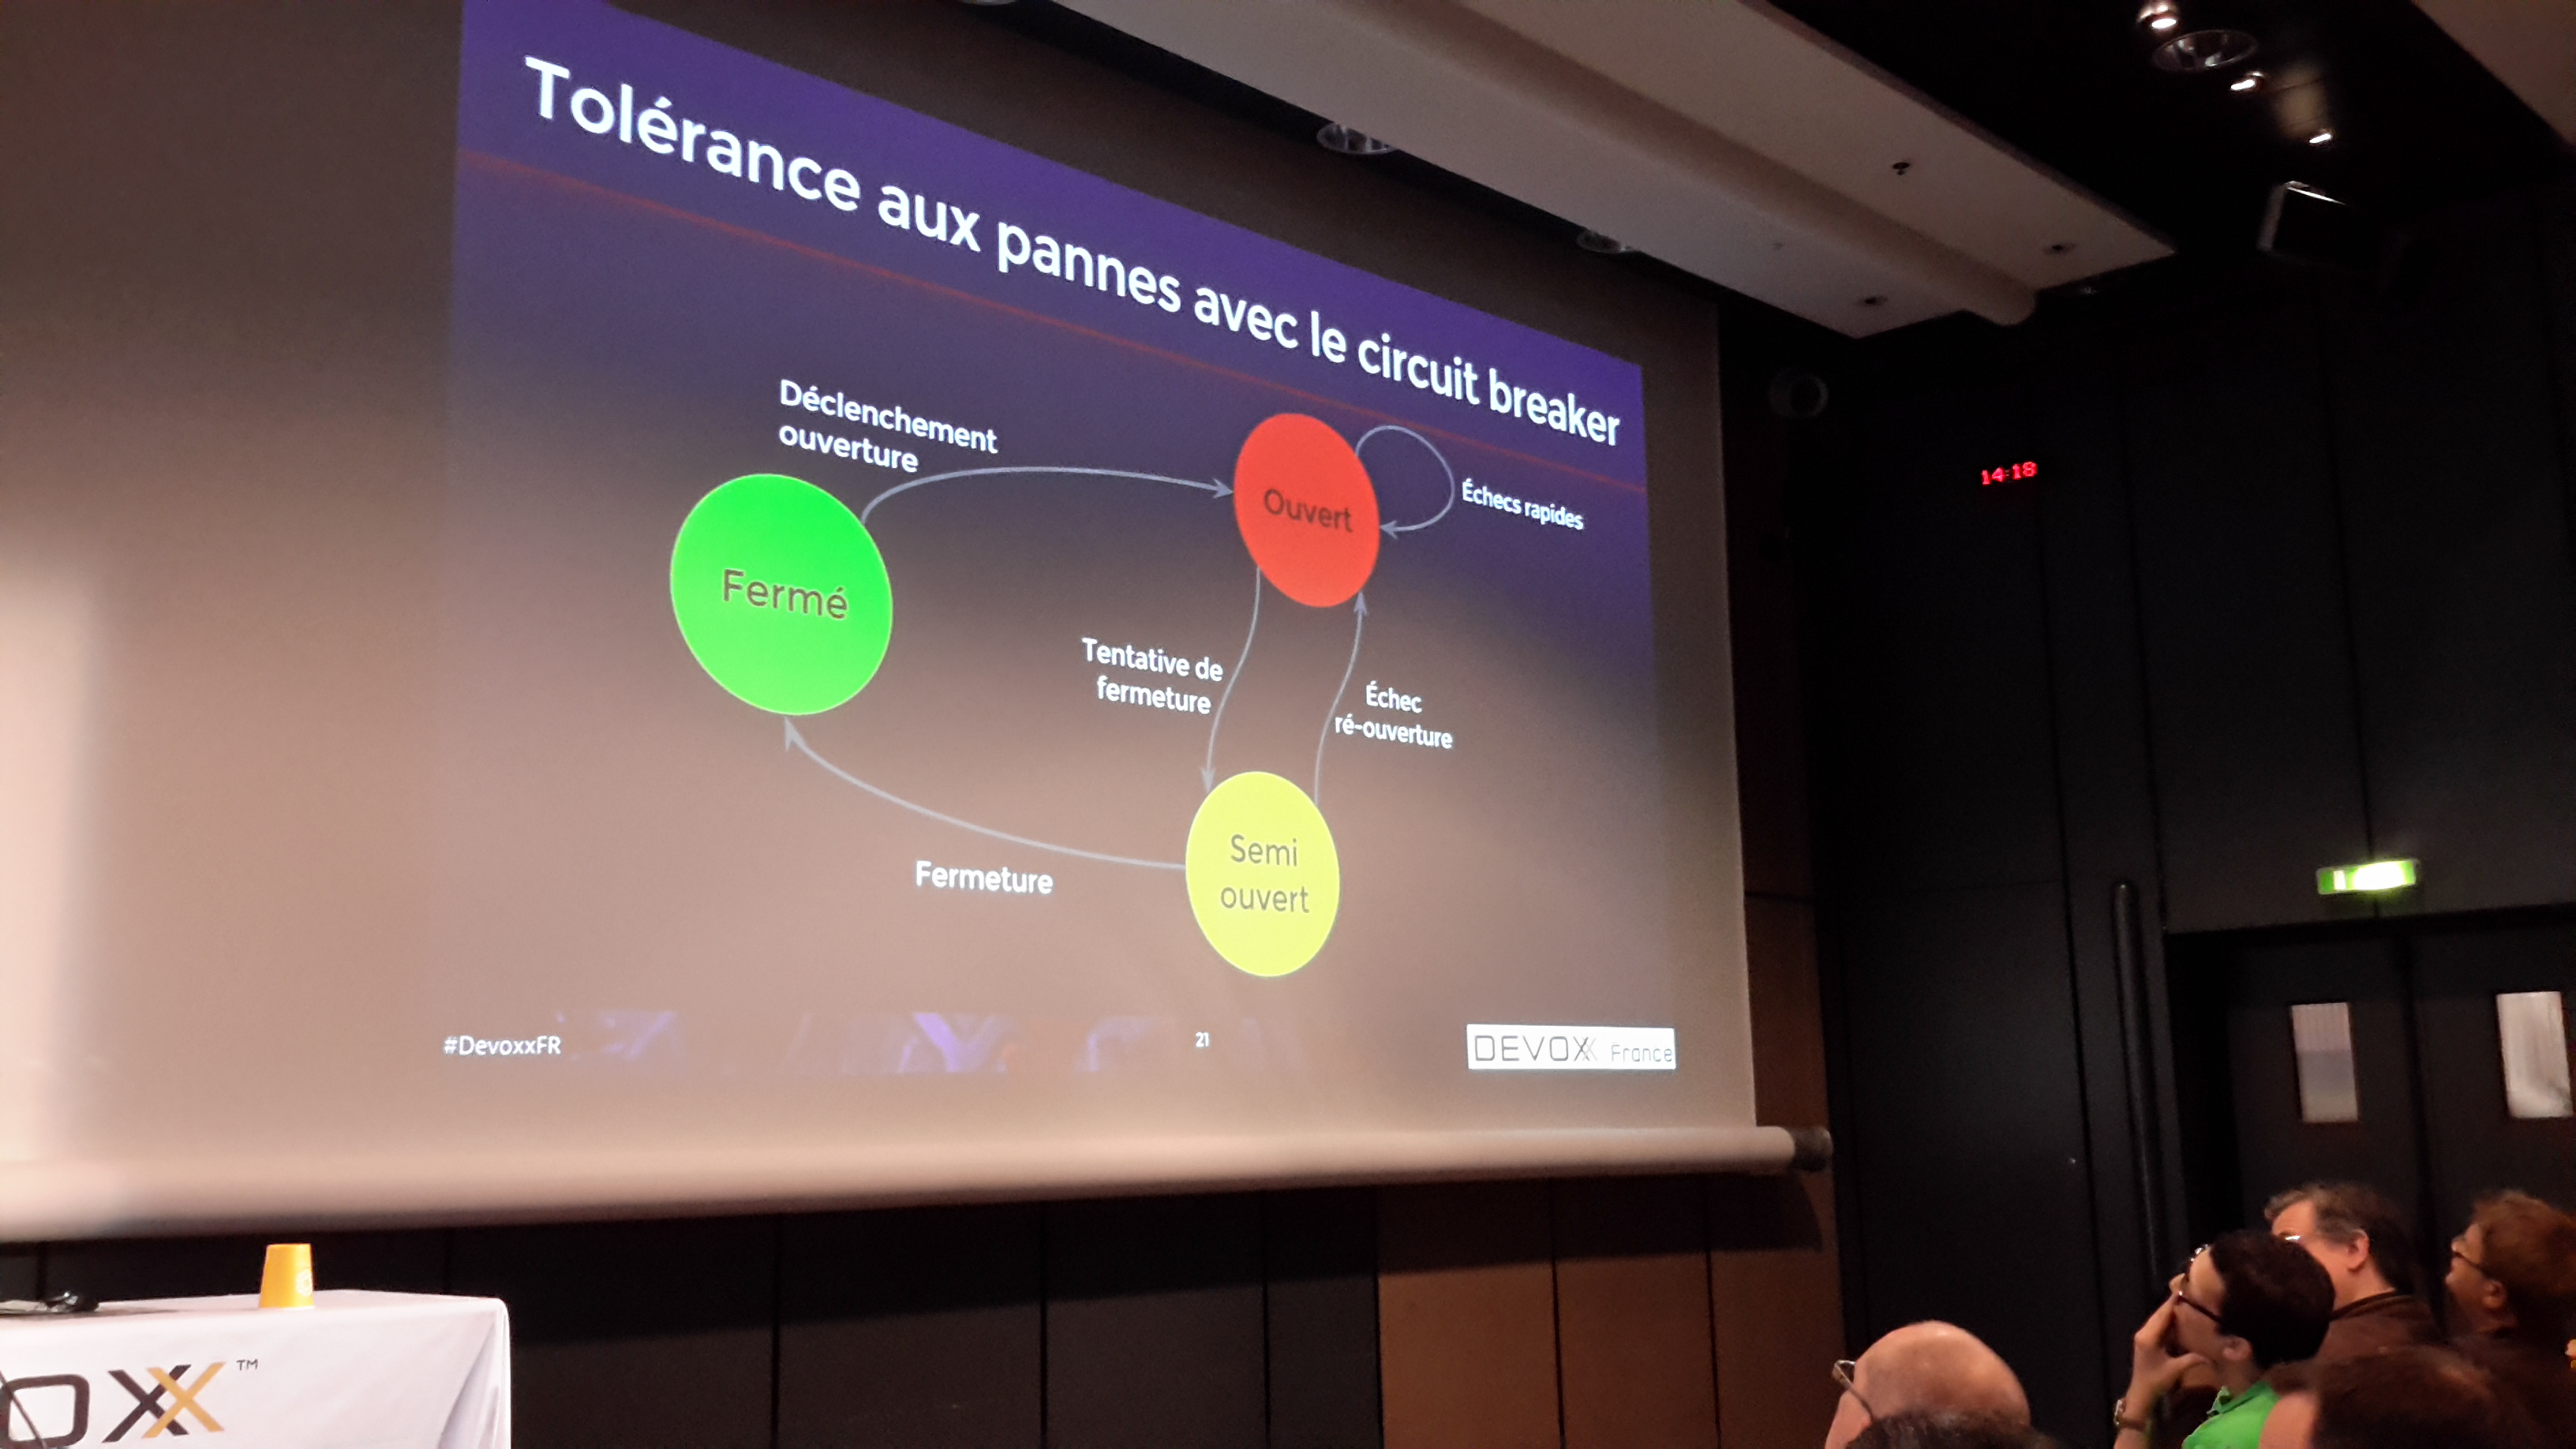 Tolérance aux pannes avec le circuit breaker
Déclenchement
ouverture
Ouvert
Échecs rapides
Fermé
Tentative de
fermeture
Échec
ré-ouverture
Semi
ouvert
Fermeture
#DevoxxFR
21
DEVOXX France
14:18
OXX™